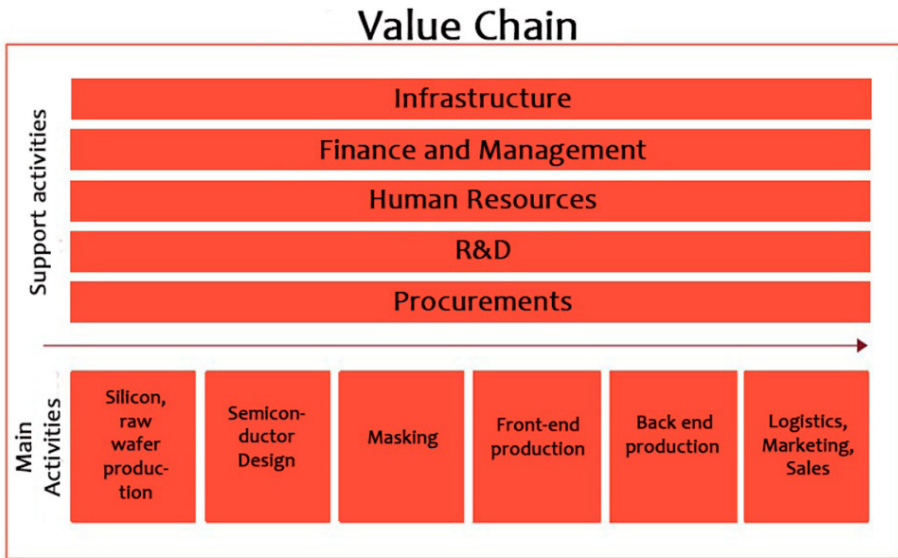 Value Chain
Support activities
Infrastructure
Finance and Management
Human Resources
R&D
Procurements
Main
Activities
Silicon,
raw
wafer
produc-
tion
Semicon-
ductor
Design
Masking
Front-end
production
Back end
production
Logistics,
Marketing,
Sales